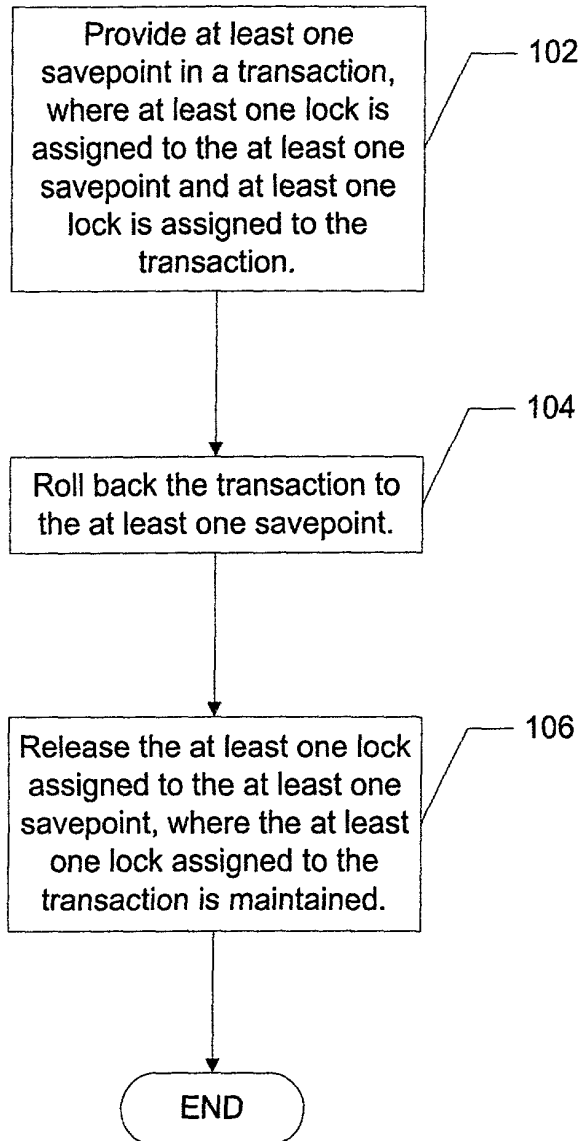 Provide at least one
savepoint in a transaction,
where at least one lock is
assigned to the at least one
savepoint and at least one
lock is assigned to the
transaction.
102
104
Roll back the transaction to
the at least one savepoint.
106
Release the at least one lock
assigned to the at least one
savepoint, where the at least
one lock assigned to the
transaction is maintained.
END